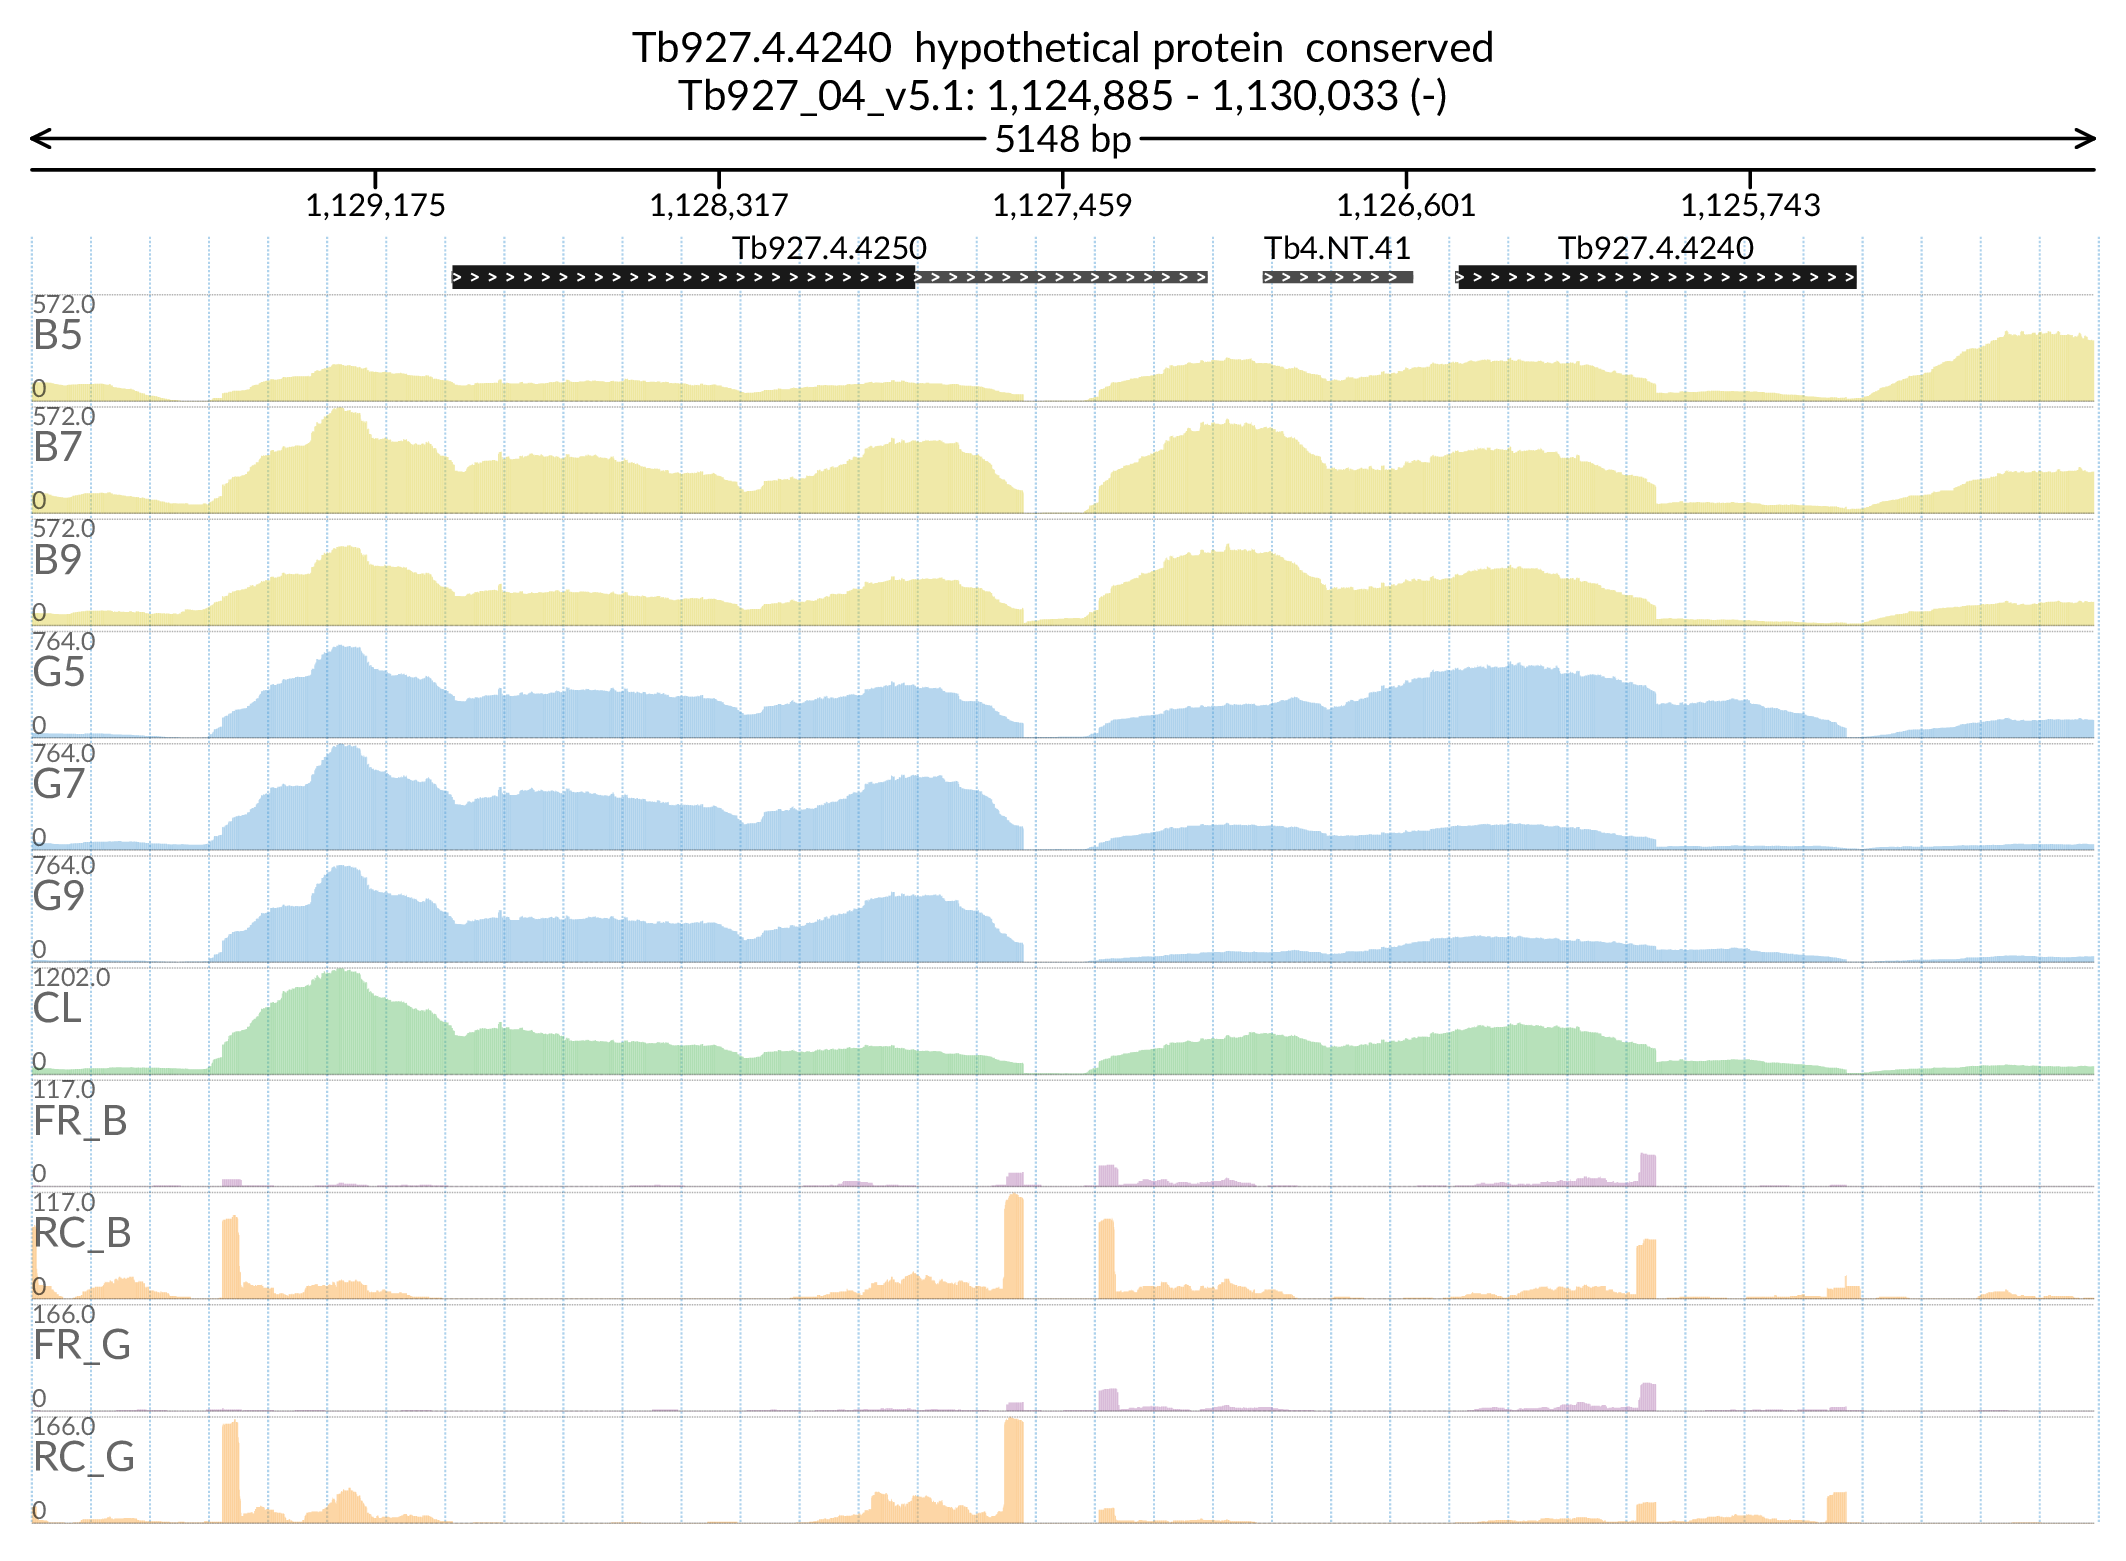 Tb927.4.4240  hypothetical protein  conserved
Tb927_04_v5.1: 1,124,885 - 1,130,033 (-)
5148 bp
1,129,175 1,128,317 1,127,459 1,126,601 1,125,743
Tb927.4.4250 Tb4.NT.41 Tb927.4.4240
572.0
B5
0
572.0
B7
0
572.0
B9
0
764.0
G5
0
764.0
G7
0
764.0
G9
0
1202.0
CL
0
117.0
FR_B
0
117.0
RC_B
0
166.0
FR_G
0
166.0
RC_G
0